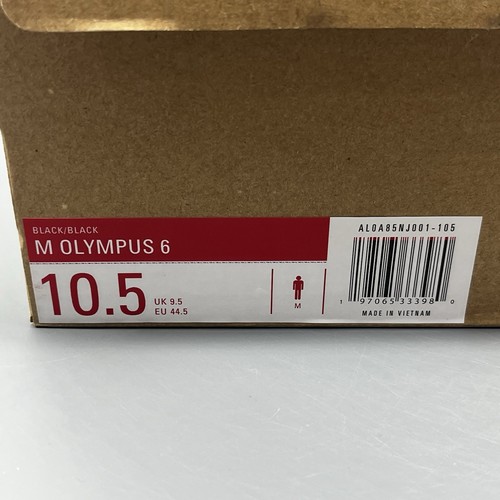 BLACK/BLACK
M OLYMPUS 6
10.5
UK 9.5
EU 44.5
M
AL0A85NJ001-105
1 97065 33398 0
MADE IN VIETNAM